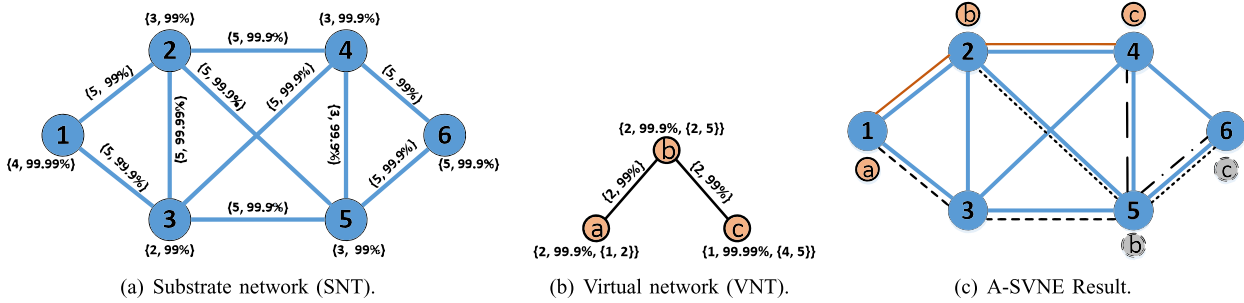 {3, 99%}
{3, 99.9%}
2
{5, 99.9%}
4
{5, 99%}
{5, 99.9%}
{5, 99.9%}
{5, 99%}
1
{5, 99.99%}
{3, 99.9%}
6
{4, 99.99%}
{5, 99.9%}
{5, 99.9%}
{5, 99.9%}
3
{5, 99.9%}
5
{2, 99%}
{3, 99%}
(a) Substrate network (SNT).
{2, 99.9%, {2, 5}}
b
{2, 99%}
{2, 99%}
a
c
{2, 99.9%, {1, 2}}
{1, 99.99%, {4, 5}}
(b) Virtual network (VNT).
b
c
2
4
1
6
a
c
3
5
b
(c) A-SVNE Result.